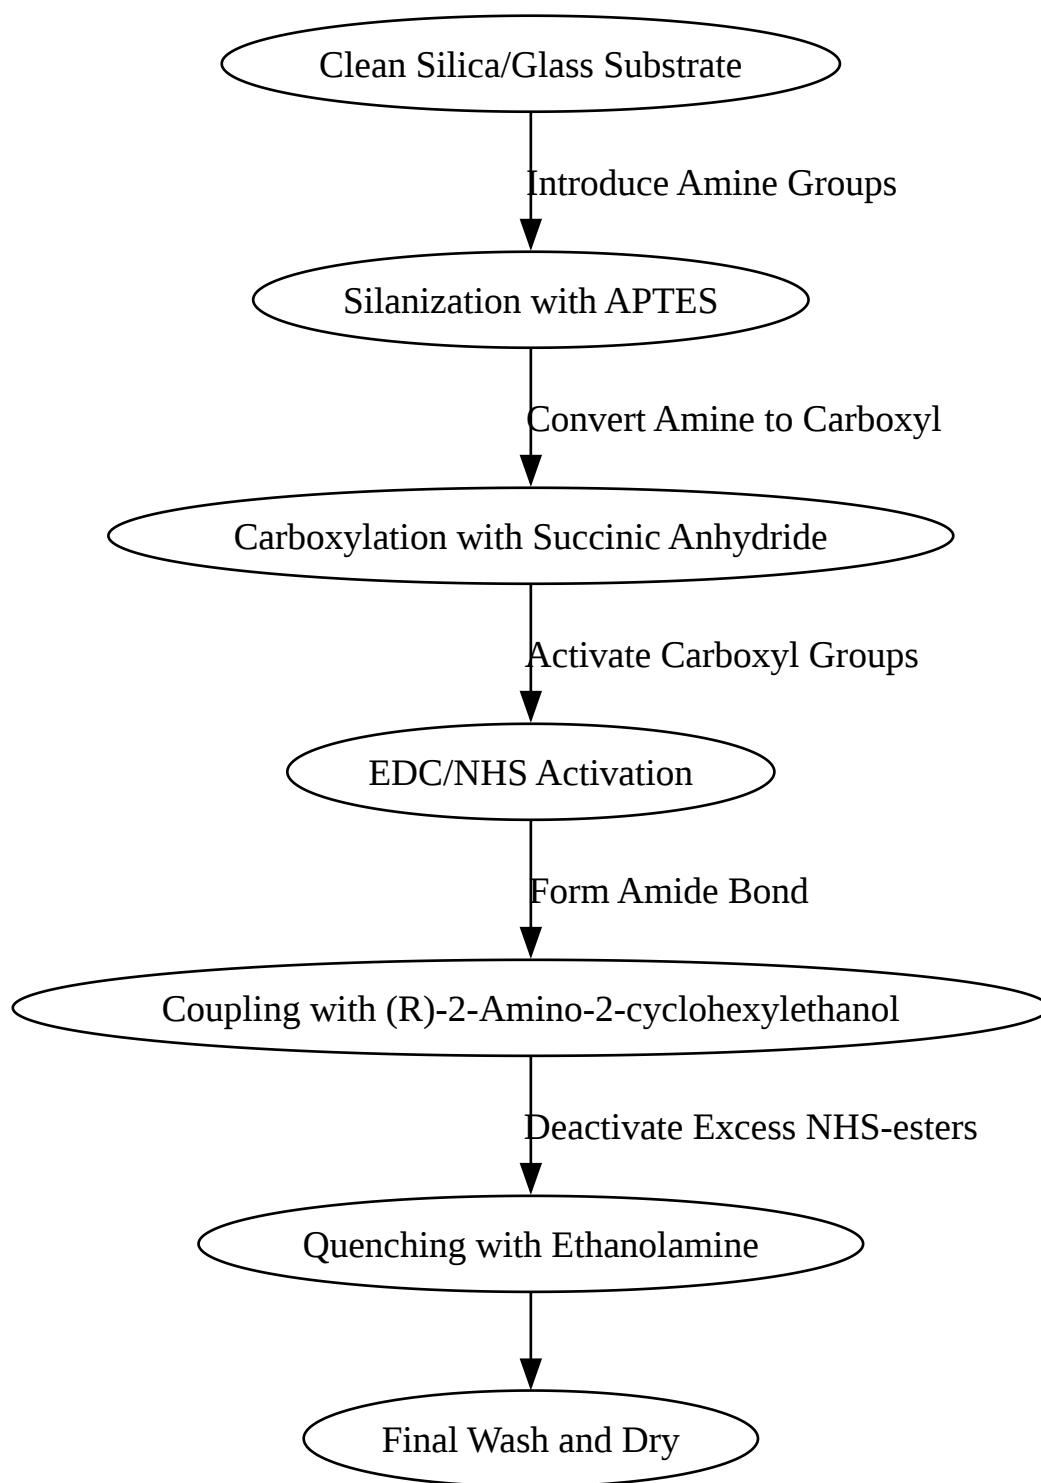 Clean Silica/Glass Substrate
Introduce Amine Groups
Silanization with APTES
Convert Amine to Carboxyl
Carboxylation with Succinic Anhydride
Activate Carboxyl Groups
EDC/NHS Activation
Form Amide Bond
Coupling with (R)-2-Amino-2-cyclohexylethanol
Deactivate Excess NHS-esters
Quenching with Ethanolamine
Final Wash and Dry